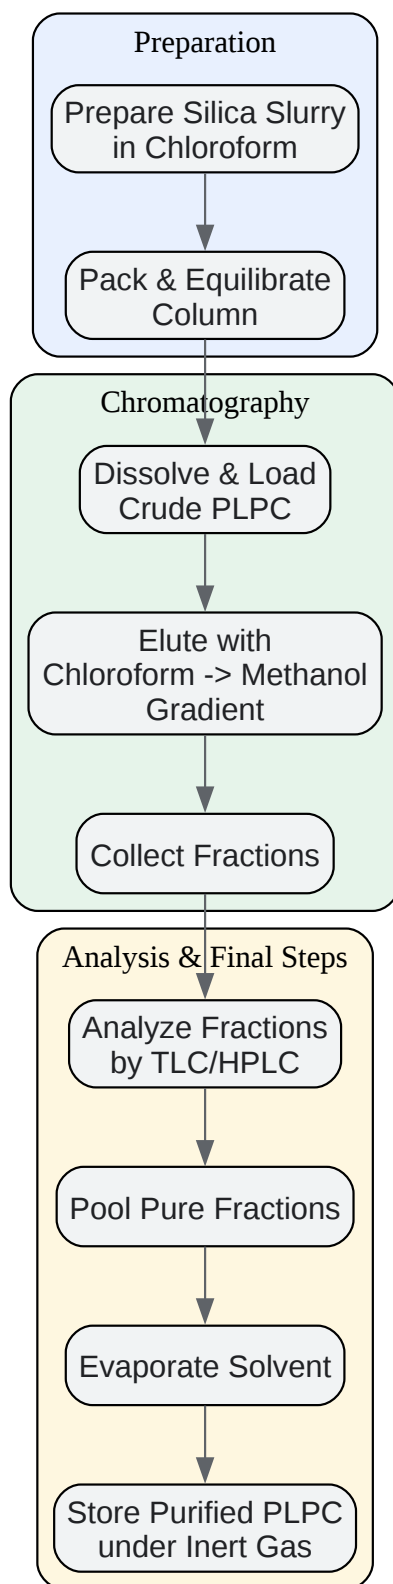 Preparation
Prepare Silica Slurry
in Chloroform
Pack & Equilibrate
Column
Chromatography
Dissolve & Load
Crude PLPC
Elute with
Chloroform -> Methanol
Gradient
Collect Fractions
Analysis & Final Steps
Analyze Fractions
by TLC/HPLC
Pool Pure Fractions
Evaporate Solvent
Store Purified PLPC
under Inert Gas